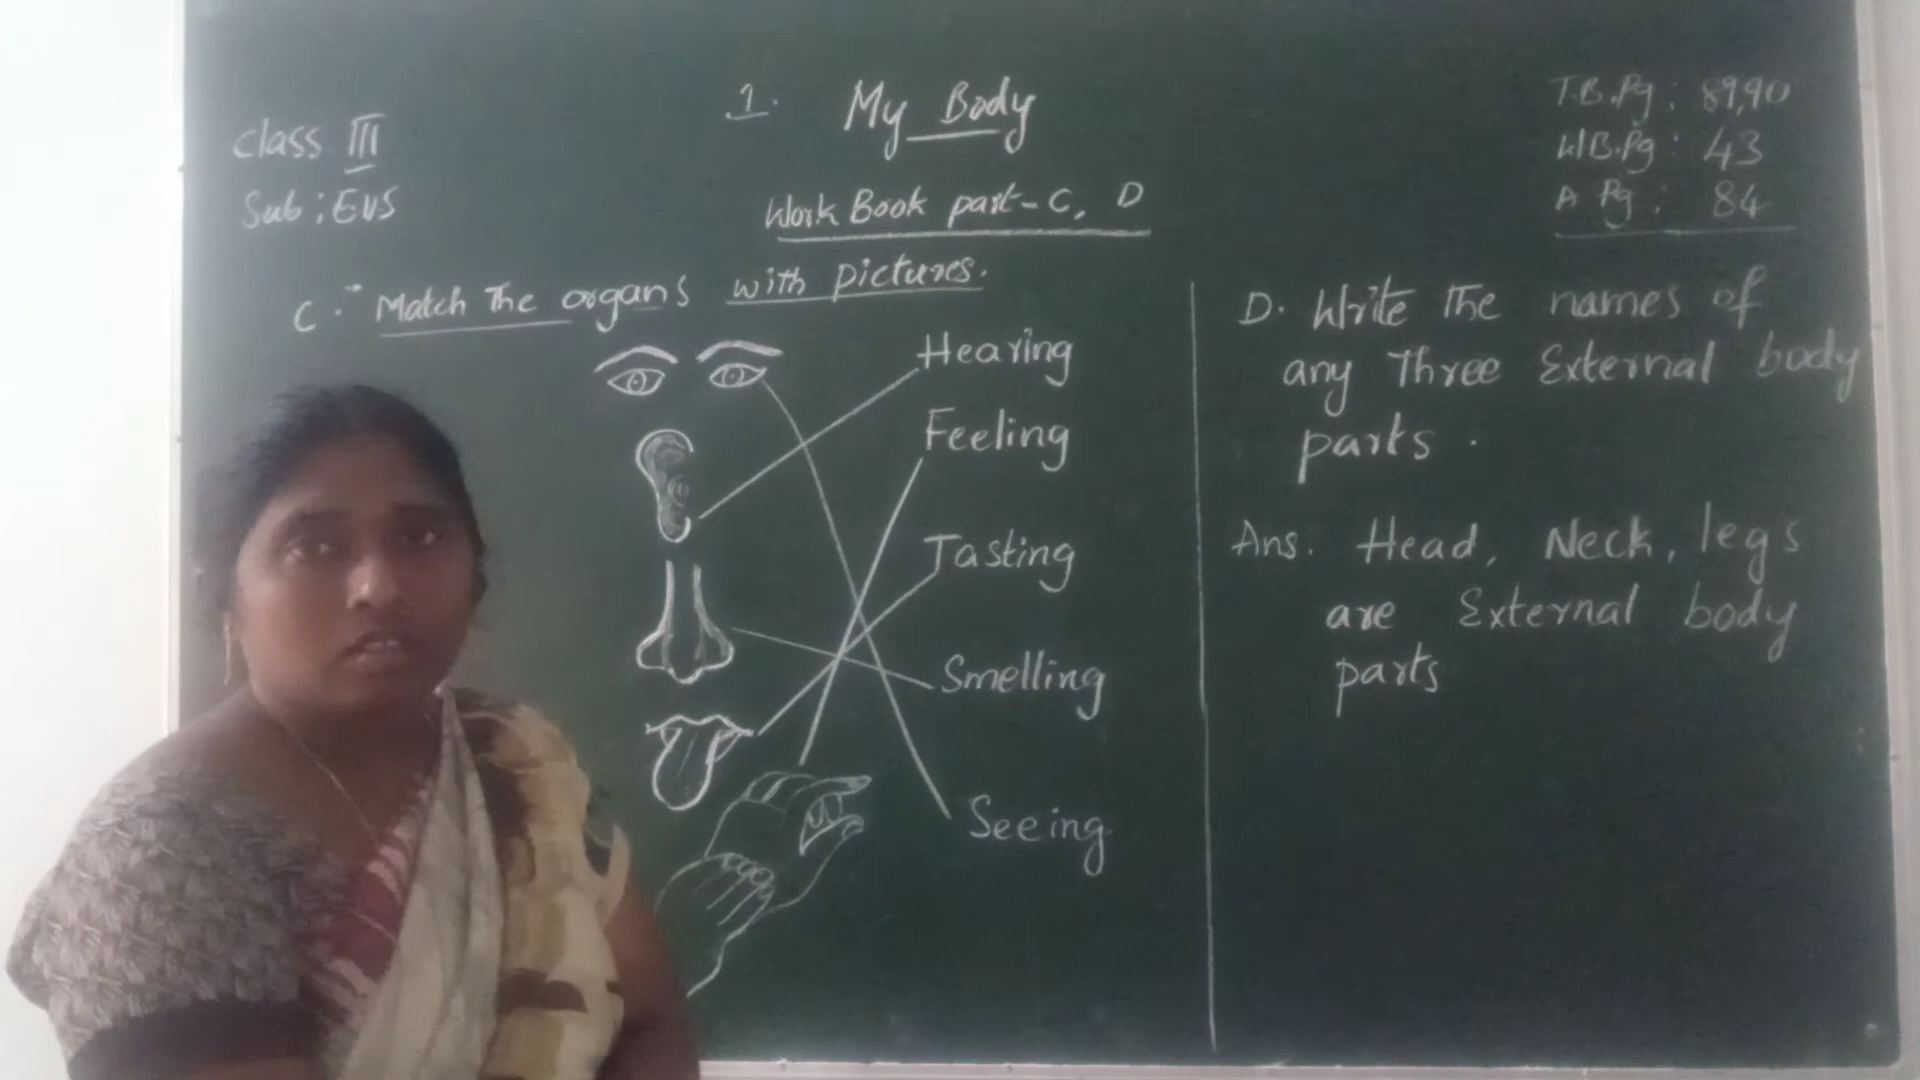 Class III
Sub : EVS
1. My Body
Work Book part - C, D
T.B.Pg : 89,90
W/B.Pg : 43
A Pg : 84
C :- Match The organs with pictures.
Hearing
Feeling
Tasting
Smelling
Seeing
D. Write The names of
any Three External body
parts .
Ans. Head, Neck, legs
are External body
parts